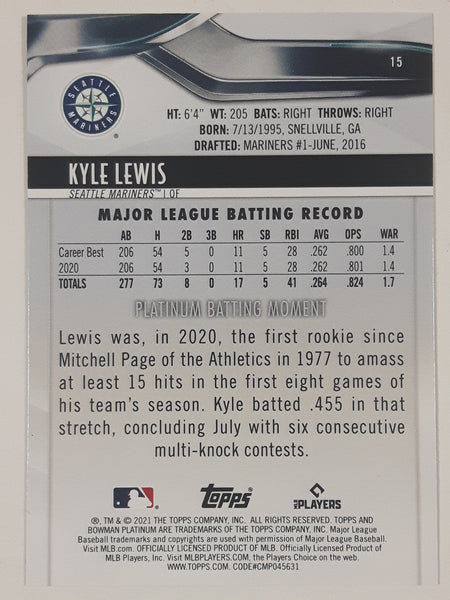 15
SEATTLE
MARINERS
®
HT: 6'4" WT: 205 BATS: RIGHT THROWS: RIGHT
BORN: 7/13/1995, SNELLVILLE, GA
DRAFTED: MARINERS #1-JUNE, 2016
KYLE LEWIS
SEATTLE MARINERS™ | OF
MAJOR LEAGUE BATTING RECORD
AB H 2B 3B HR SB RBI AVG OPS WAR
Career Best 206 54 5 0 11 5 28 .262 .800 1.4
2020 206 54 5 0 11 5 28 .262 .801 1.4
TOTALS 277 73 8 0 17 5 41 .264 .824 1.7
PLATINUM BATTING MOMENT
Lewis was, in 2020, the first rookie since
Mitchell Page of the Athletics in 1977 to amass
at least 15 hits in the first eight games of
his team's season. Kyle batted .455 in that
stretch, concluding July with six consecutive
multi-knock contests.
topps
MLB PLAYERS
®, TM & © 2021 THE TOPPS COMPANY, INC. ALL RIGHTS RESERVED. TOPPS AND
BOWMAN PLATINUM ARE TRADEMARKS OF THE TOPPS COMPANY, INC. Major League
Baseball trademarks and copyrights are used with permission of Major League Baseball.
Visit MLB.com. OFFICIALLY LICENSED PRODUCT OF MLB. Officially Licensed Product of
MLB Players, Inc. Visit MLBPLAYERS.COM, the Players Choice on the web.
WWW.TOPPS.COM. CODE#CMP045631